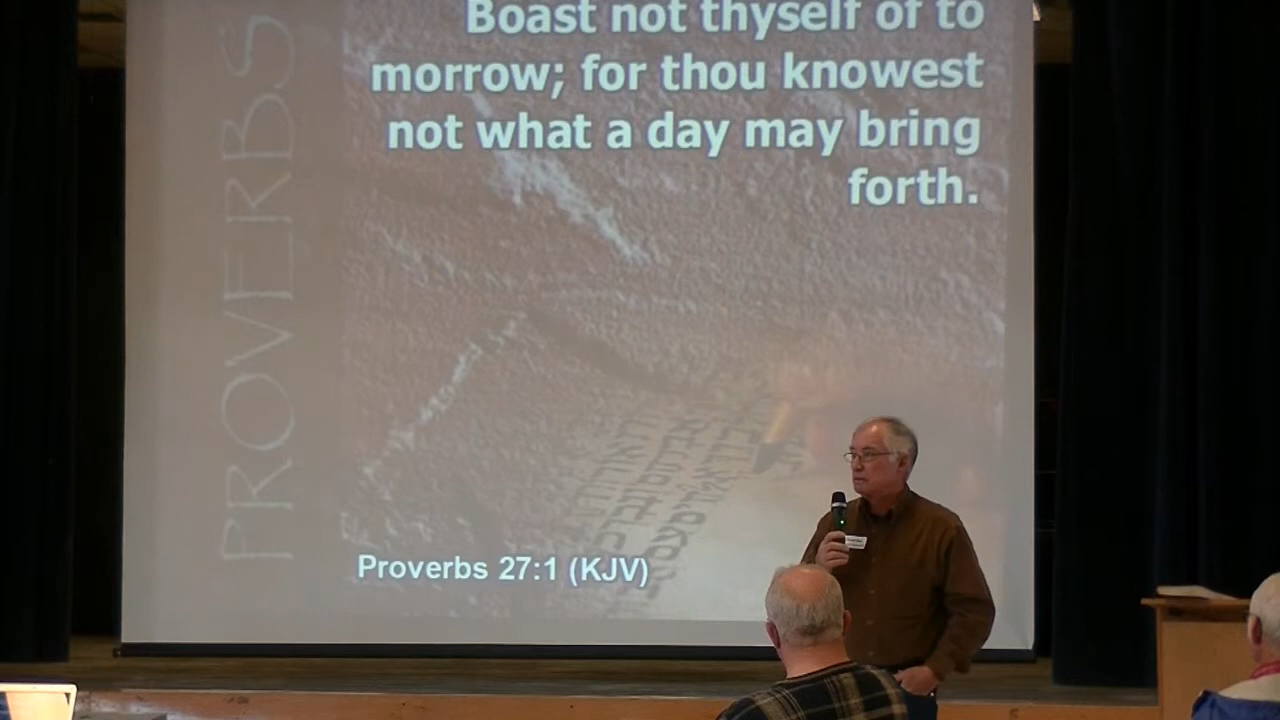 Boast not thyself of to
morrow; for thou knowest
not what a day may bring
forth.
PROVERBS
Proverbs 27:1 (KJV)